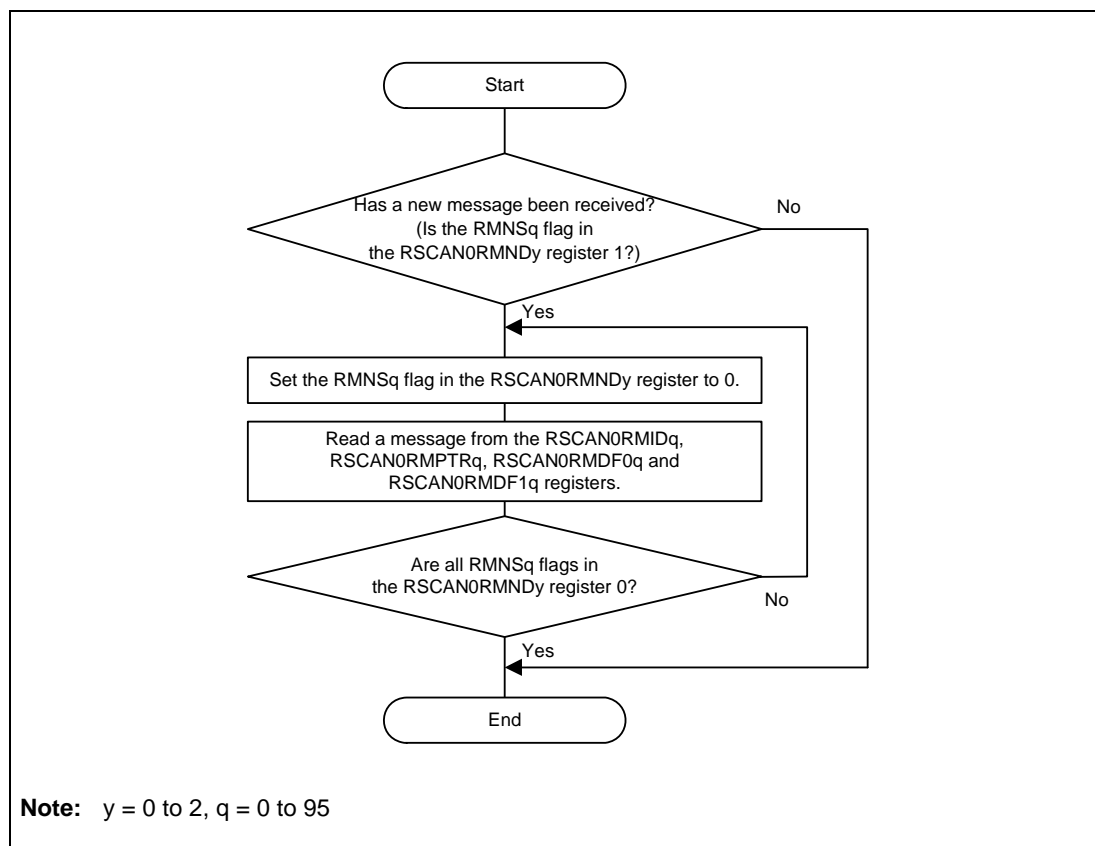 Start
Has a new message been received?
(Is the RMNSq flag in
the RSCAN0RMNDy register 1?)
No
Yes
Set the RMNSq flag in the RSCAN0RMNDy register to 0.
Read a message from the RSCAN0RMIDq,
RSCAN0RMPTRq, RSCAN0RMDF0q and
RSCAN0RMDF1q registers.
Are all RMNSq flags in
the RSCAN0RMNDy register 0?
No
Yes
End
Note: y = 0 to 2, q = 0 to 95